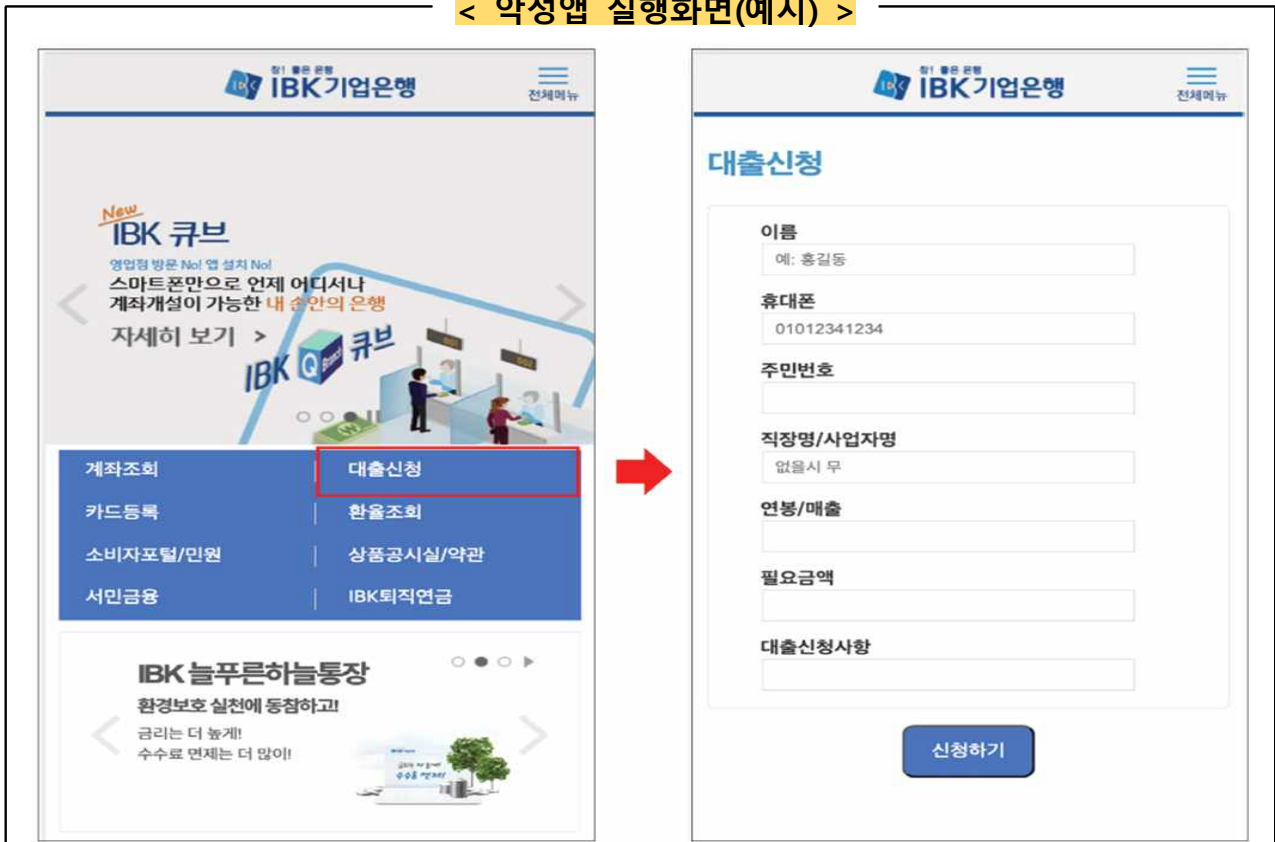 < 악성앱 실행화면(예시) >
참! 좋은 은행
IBK기업은행
전체메뉴
New
IBK 큐브
영업점 방문 No! 앱 설치 No!
스마트폰만으로 언제 어디서나
계좌개설이 가능한 내 손안의 은행
자세히 보기 >
IBK Q Branch 큐브
계좌조회
대출신청
카드등록
환율조회
소비자포털/민원
상품공시실/약관
서민금융
IBK퇴직연금
IBK 늘푸른하늘통장
환경보호 실천에 동참하고!
금리는 더 높게!
수수료 면제는 더 많이!
참! 좋은 은행
IBK기업은행
전체메뉴
대출신청
이름
예: 홍길동
휴대폰
01012341234
주민번호
직장명/사업자명
없을시 무
연봉/매출
필요금액
대출신청사항
신청하기